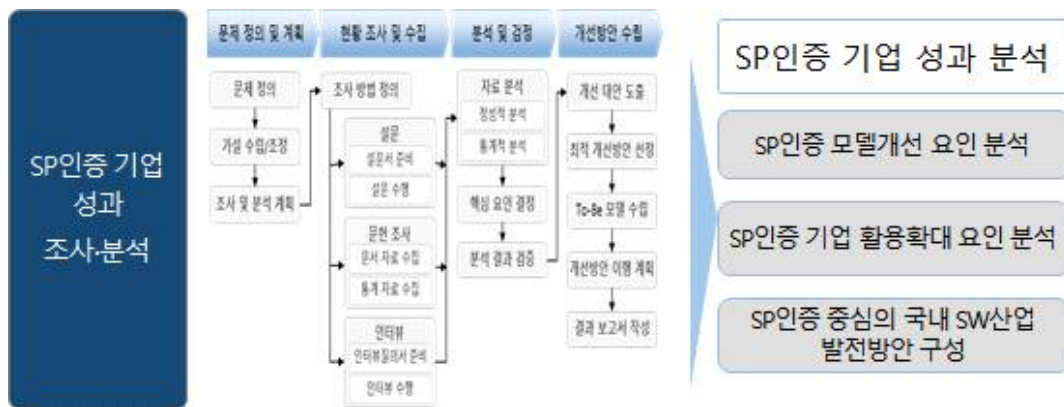 SP인증 기업
성과
조사·분석
문제 정의 및 계획
문제 정의
가설 수립/조정
조사 및 분석 계획
현황 조사 및 수집
조사 방법 정의
설문
설문서 준비
설문 수행
문헌 조사
문서 자료 수집
통계 자료 수집
인터뷰
인터뷰질의서 준비
인터뷰 수행
분석 및 검정
자료 분석
정성적 분석
통계적 분석
핵심 요인 결정
분석 결과 검증
개선방안 수립
개선 대안 도출
최적 개선방안 선정
To-Be 모델 수립
개선방안 이행 계획
결과 보고서 작성
SP인증 기업 성과 분석
SP인증 모델개선 요인 분석
SP인증 기업 활용확대 요인 분석
SP인증 중심의 국내 SW산업
발전방안 구성